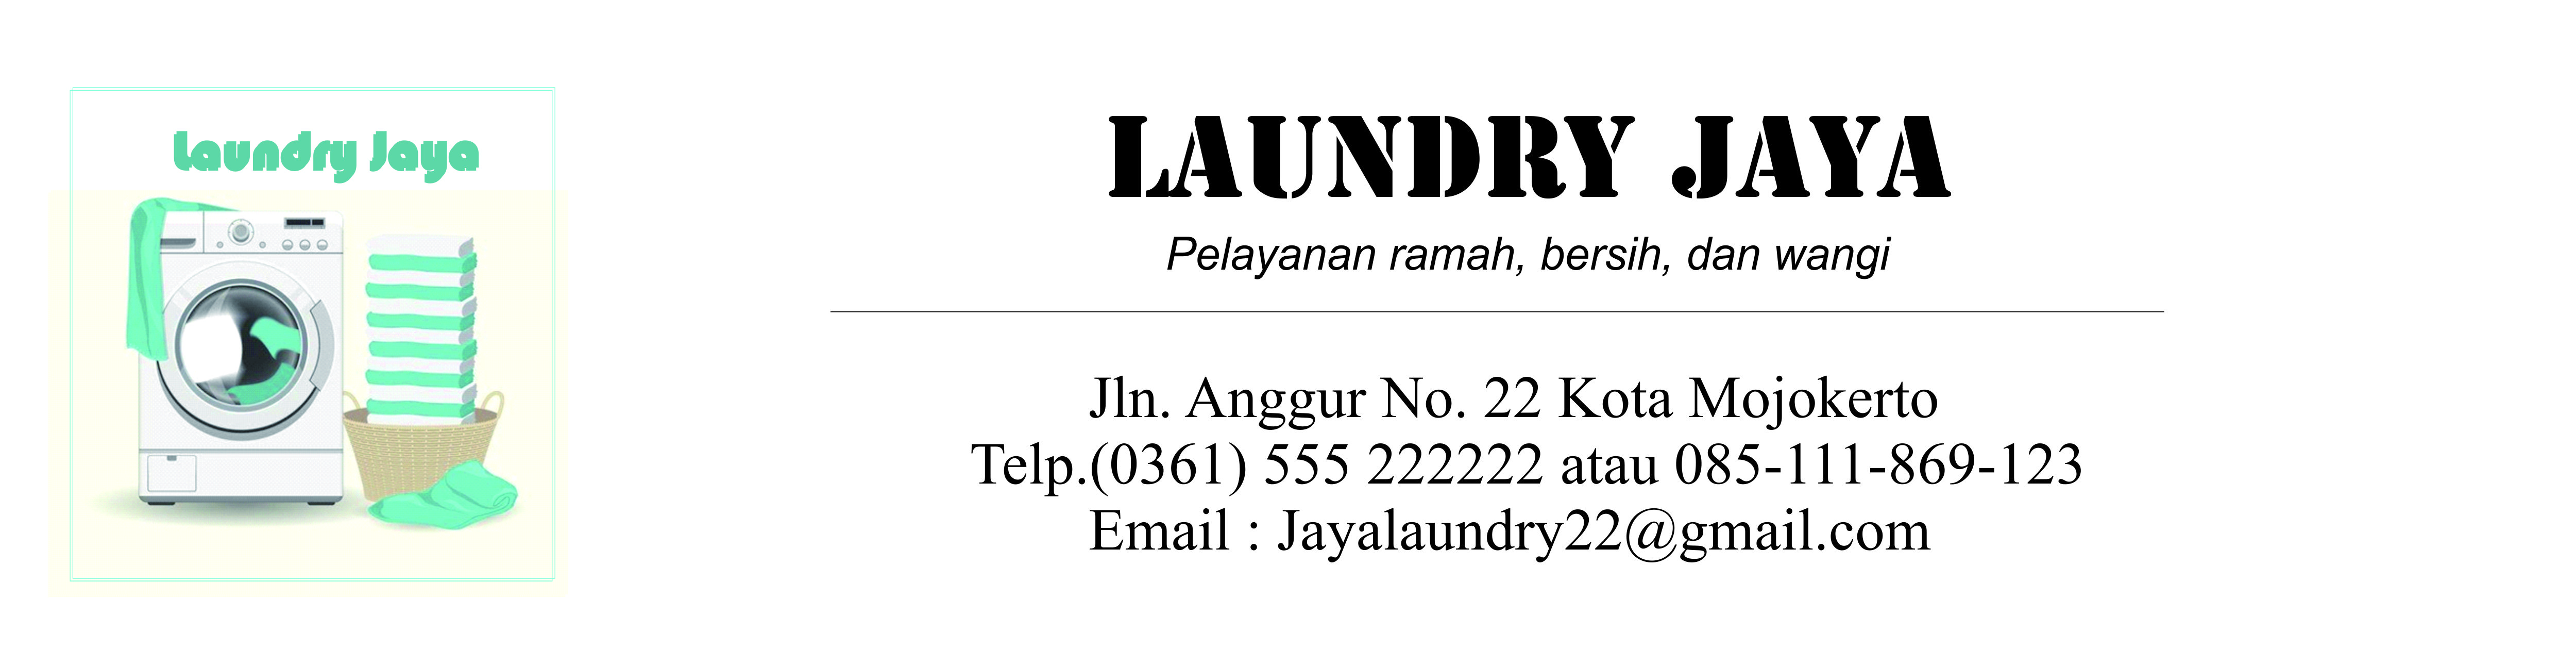 Laundry Jaya
LAUNDRY JAYA
Pelayanan ramah, bersih, dan wangi
Jln. Anggur No. 22 Kota Mojokerto
Telp.(0361) 555 222222 atau 085-111-869-123
Email : Jayalaundry22@gmail.com